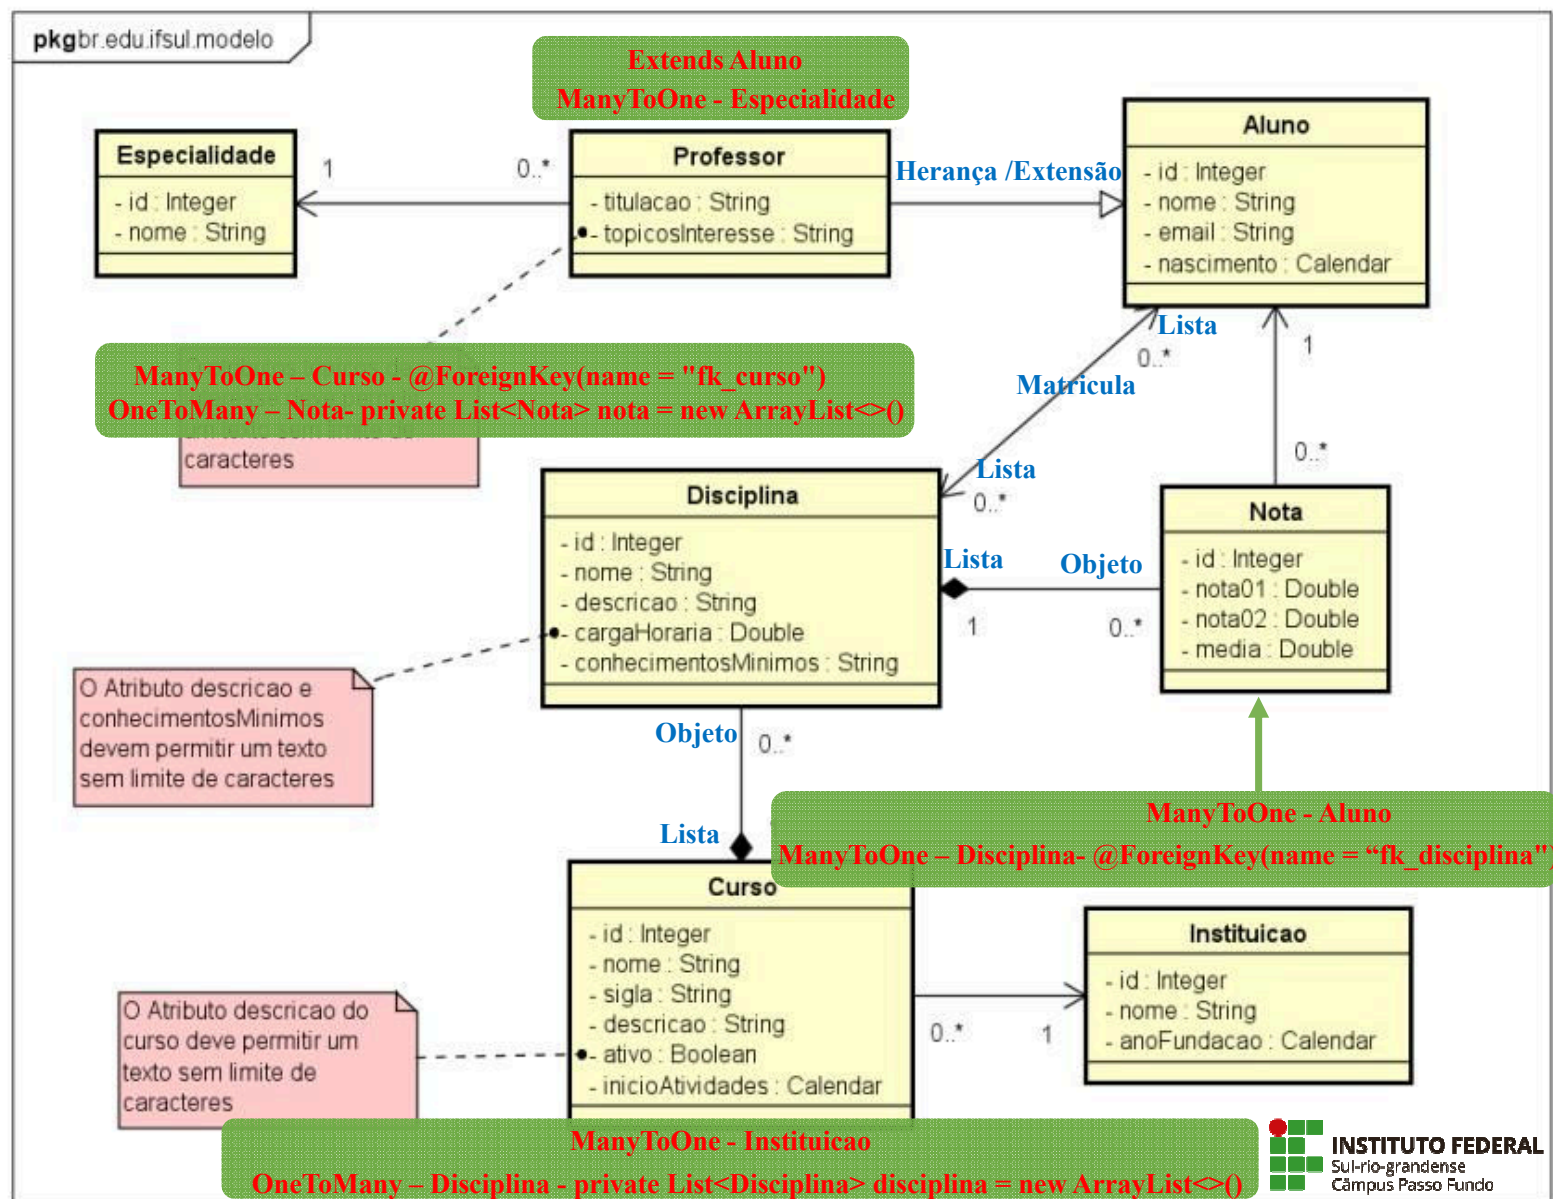 pkgbr.edu.ifsul.modelo
Extends Aluno
ManyToOne - Especialidade
Especialidade
- id : Integer
- nome : String
1
0..*
Professor
- titulacao : String
- topicosInteresse : String
Herança /Extensão
Aluno
- id : Integer
- nome : String
- email : String
- nascimento : Calendar
ManyToOne – Curso - @ForeignKey(name = "fk_curso")
OneToMany – Nota- private List<Nota> nota = new ArrayList<>()
um texto sem limite de
caracteres
Lista
0..*
Matricula
Lista
0..*
1
0..*
Disciplina
- id : Integer
- nome : String
- descricao : String
- cargaHoraria : Double
- conhecimentosMinimos : String
Lista
Objeto
1
0..*
Nota
- id : Integer
- nota01 : Double
- nota02 : Double
- media : Double
O Atributo descricao e
conhecimentosMinimos
devem permitir um texto
sem limite de caracteres
Objeto
0..*
Lista
ManyToOne - Aluno
ManyToOne – Disciplina- @ForeignKey(name = “fk_disciplina")
Curso
- id : Integer
- nome : String
- sigla : String
- descricao : String
- ativo : Boolean
- inicioAtividades : Calendar
0..*
1
Instituicao
- id : Integer
- nome : String
- anoFundacao : Calendar
O Atributo descricao do
curso deve permitir um
texto sem limite de
caracteres
ManyToOne - Instituicao
OneToMany – Disciplina - private List<Disciplina> disciplina = new ArrayList<>()
INSTITUTO FEDERAL
Sul-rio-grandense
Câmpus Passo Fundo